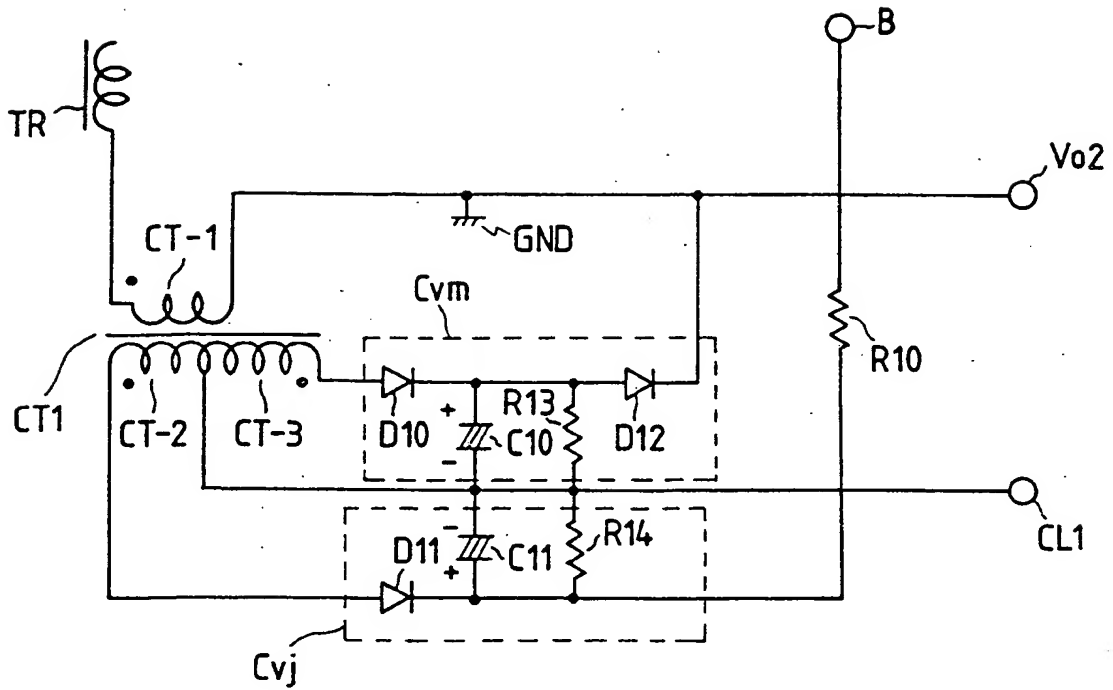 B
TR
Vo2
GND
CT-1
Cvm
R10
CT1
CT-2
CT-3
D10
+
-
C10
R13
D12
CL1
D11
-
+
C11
R14
Cvj